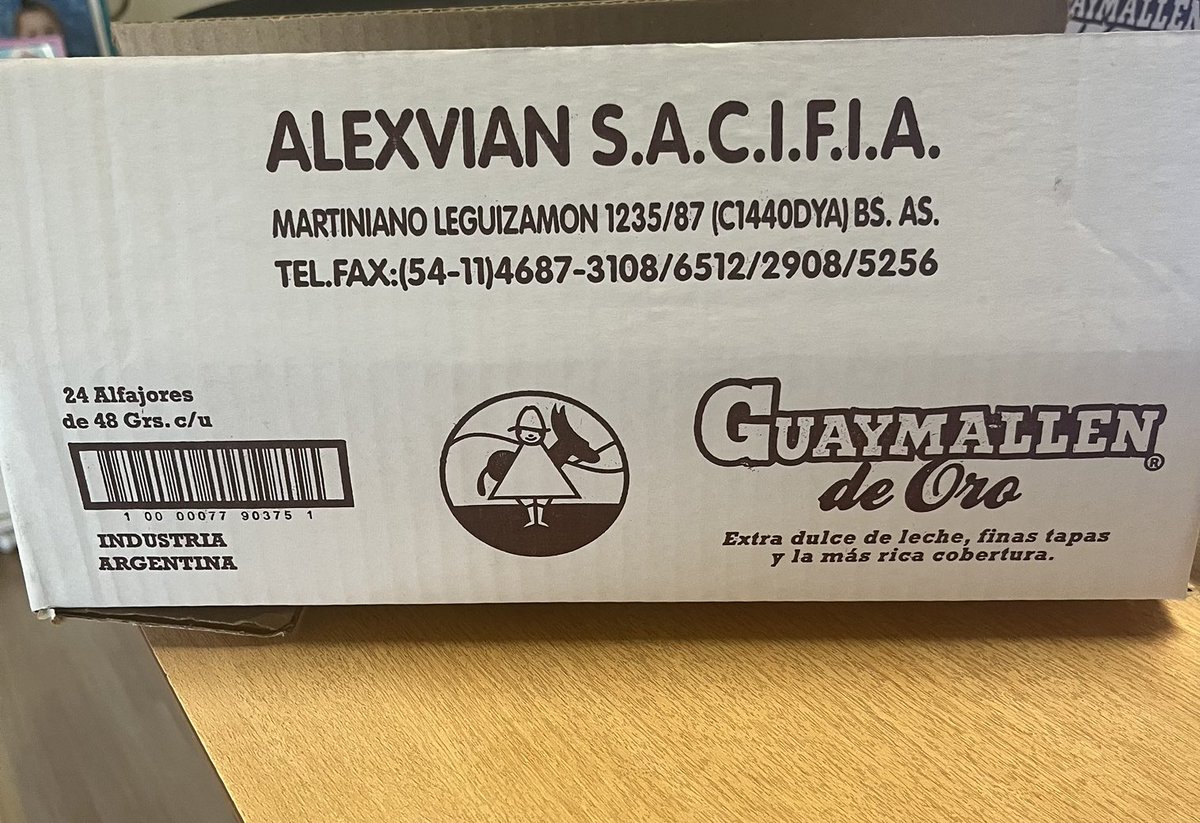 AYMALLEN
ALEXVIAN S.A.C.I.F.I.A.
MARTINIANO LEGUIZAMON 1235/87 (C1440DYA) BS. AS.
TEL.FAX:(54-11)4687-3108/6512/2908/5256
24 Alfajores
de 48 Grs. c/u
1 00 00077 90375 1
INDUSTRIA
ARGENTINA
GUAYMALLEN®
de Oro
Extra dulce de leche, finas tapas
y la más rica cobertura.